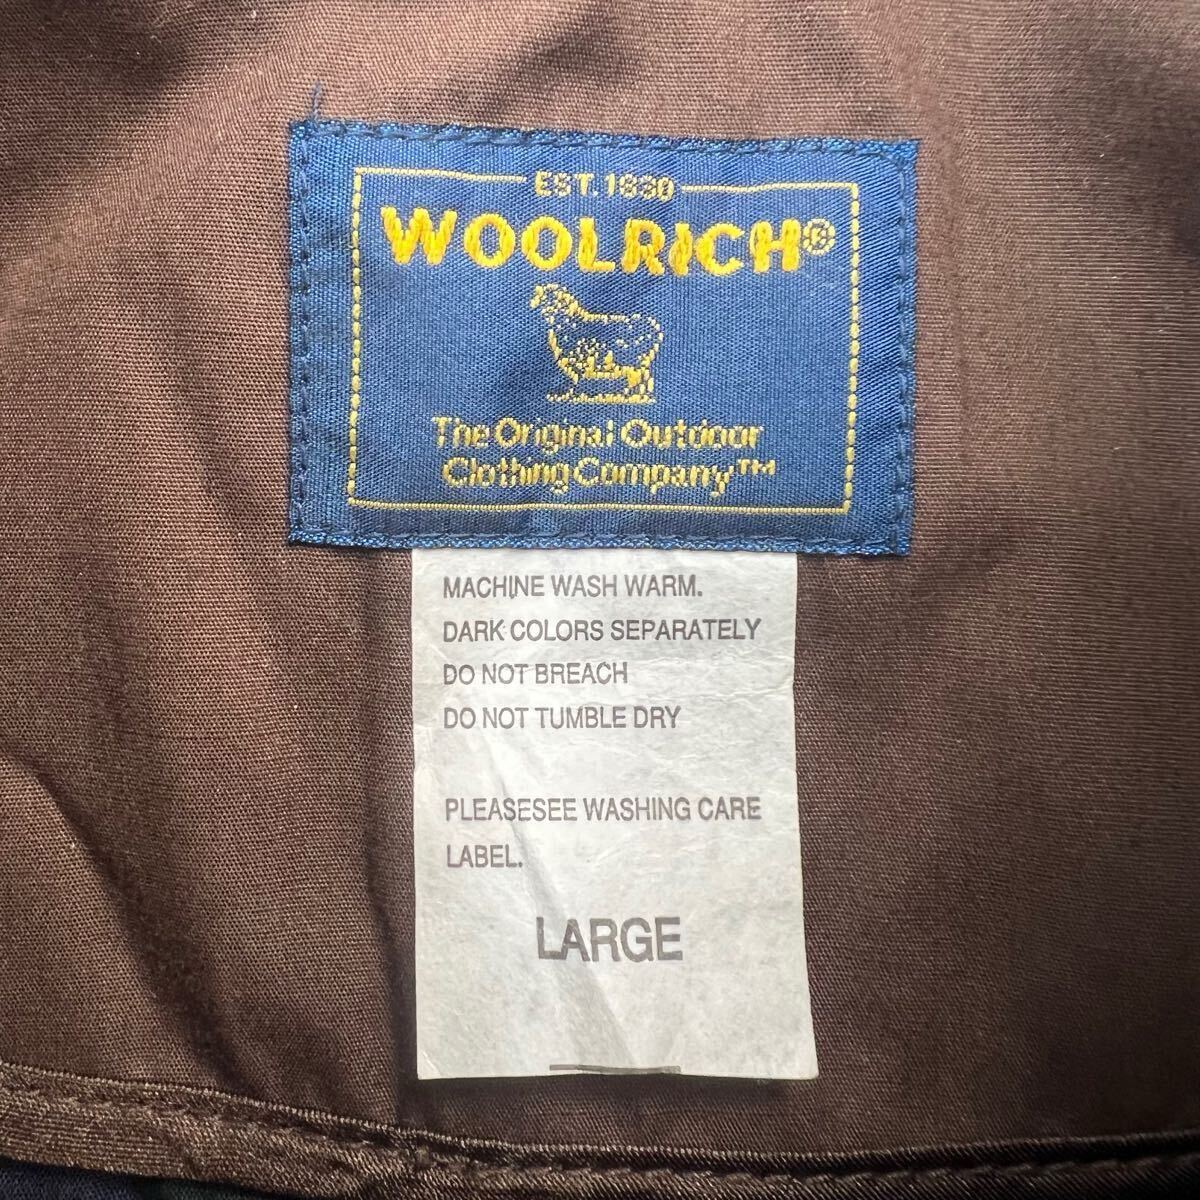 EST. 1830
WOOLRICH®
The Original Outdoor
Clothing Company™
MACHINE WASH WARM.
DARK COLORS SEPARATELY
DO NOT BREACH
DO NOT TUMBLE DRY
PLEASESEE WASHING CARE
LABEL.
LARGE